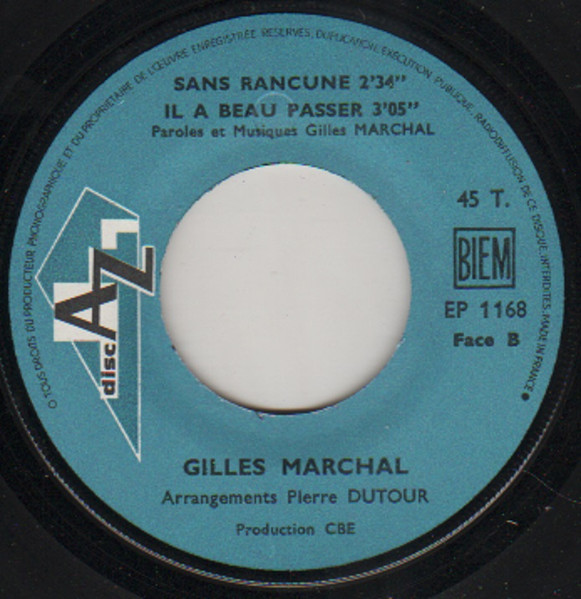 O TOUS DROITS DU PRODUCTEUR PHONOGRAPHIQUE ET DU PROPRIETAIRE DE L'ŒUVRE ENREGISTRÉE RESERVES, DUPLICATION, EXECUTION PUBLIQUE, RADIODIFFUSION DE CE DISQUE, INTERDITES. MADE IN FRANCE
SANS RANCUNE 2'34"
IL A BEAU PASSER 3'05"
Paroles et Musiques Gilles MARCHAL
45 T.
BIEM
EP 1168
Face B
disc AZ
GILLES MARCHAL
Arrangements Pierre DUTOUR
Production CBE